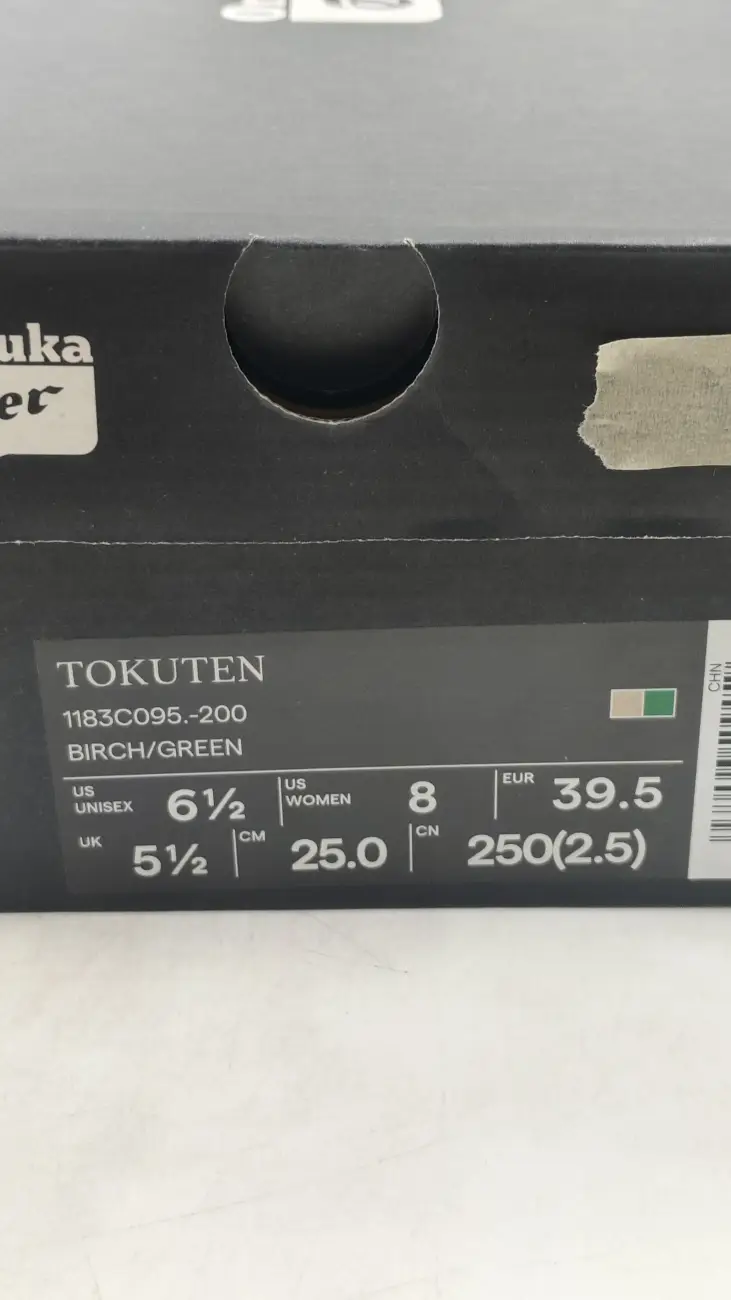 uka
er
TOKUTEN
1183C095.-200
BIRCH/GREEN
US UNISEX 6½ US WOMEN 8 EUR 39.5
UK 5½ CM 25.0 CN 250(2.5)
CHN